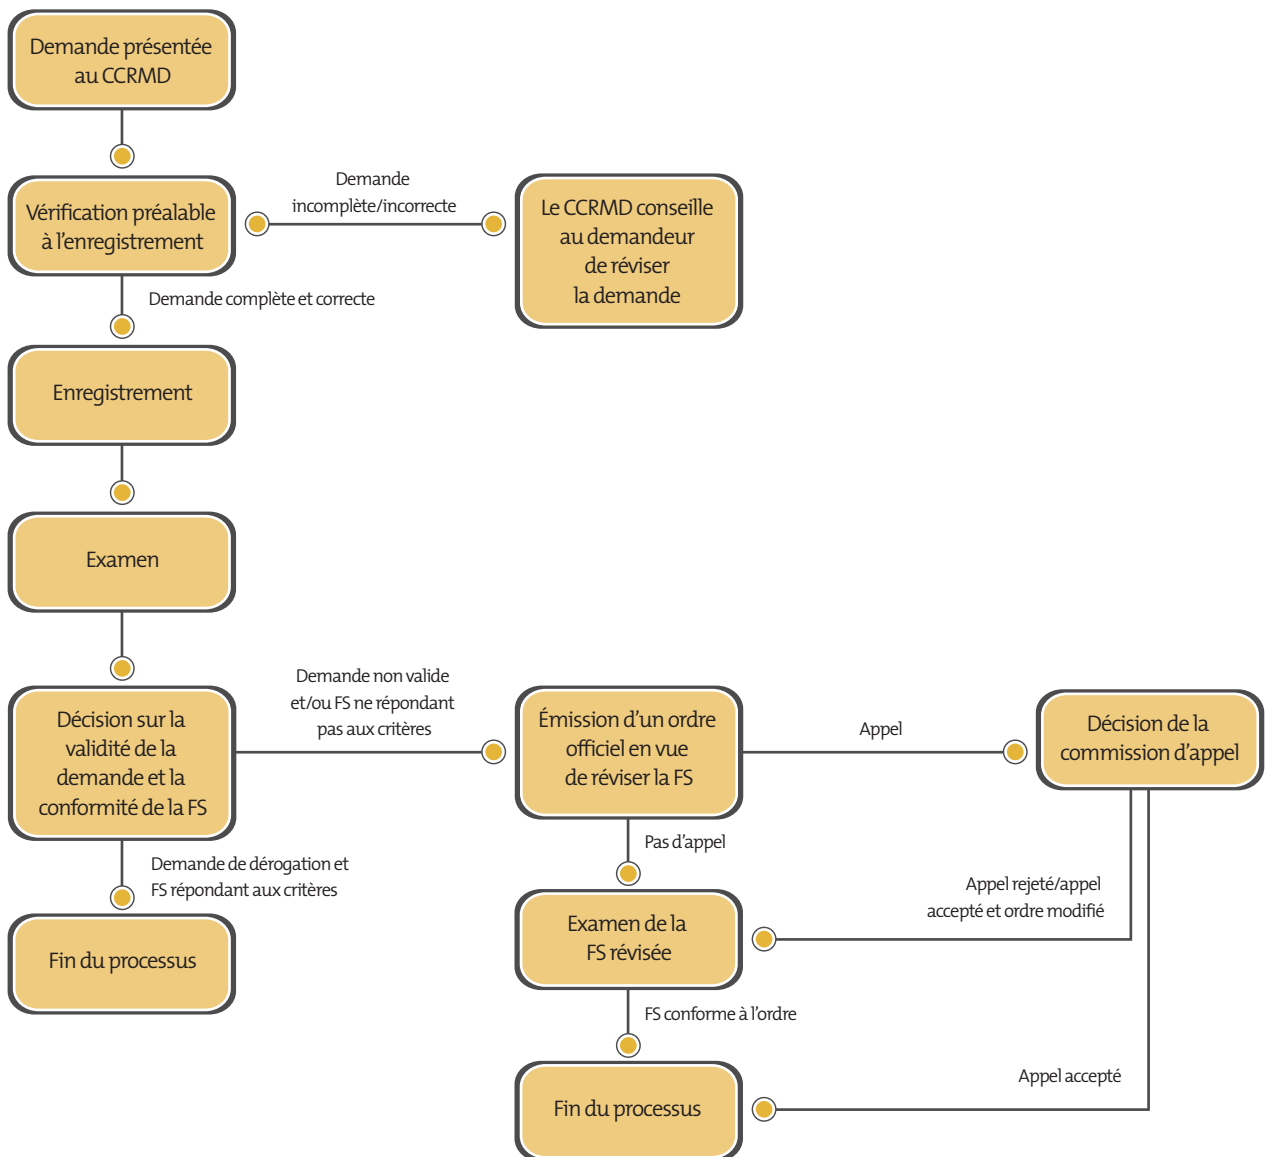 Demande présentée
au CCRMD
Vérification préalable
à l'enregistrement
Demande
incomplète/incorrecte
Le CCRMD conseille
au demandeur
de réviser
la demande
Demande complète et correcte
Enregistrement
Examen
Décision sur la
validité de la
demande et la
conformité de la FS
Demande non valide
et/ou FS ne répondant
pas aux critères
Émission d'un ordre
officiel en vue
de réviser la FS
Appel
Décision de la
commission d'appel
Demande de dérogation et
FS répondant aux critères
Fin du processus
Pas d'appel
Examen de la
FS révisée
Appel rejeté/appel
accepté et ordre modifié
FS conforme à l'ordre
Fin du processus
Appel accepté